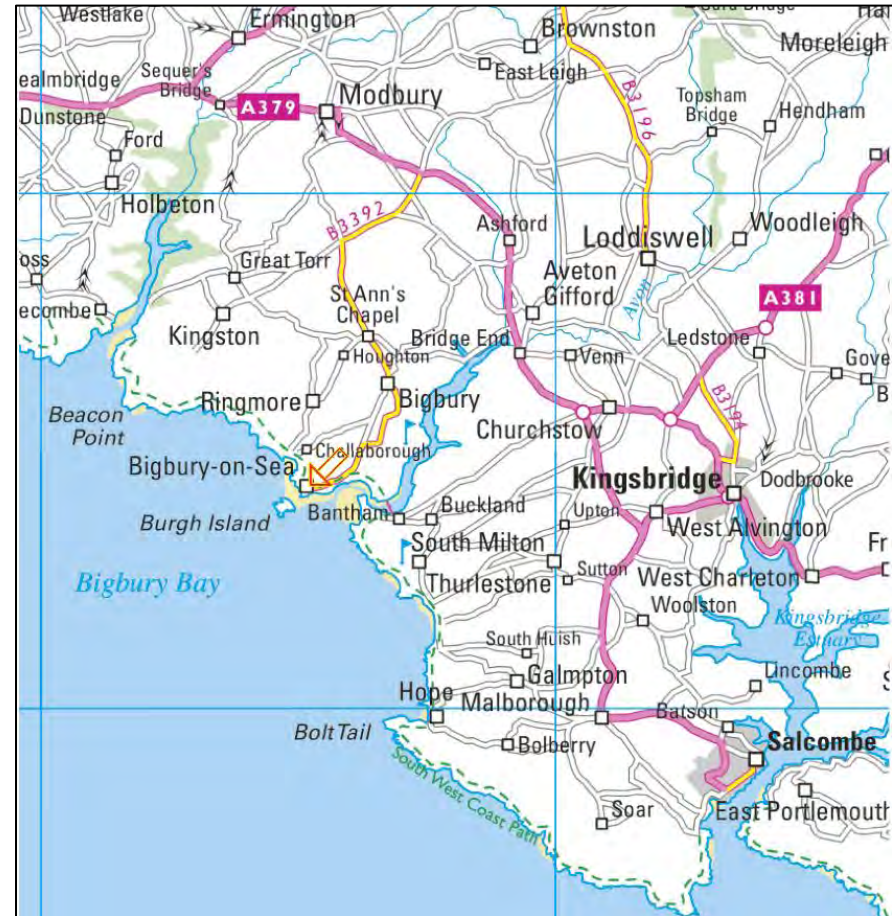 Westlake
Ermington
Brownston
Moreleigh
East Leigh
Sequer's
Bridge
Modbury
A379
B3196
Topsham
Bridge
Hendham
Dunstone
Ford
Holbeton
B3392
Ashford
Loddiswell
Woodleigh
Great Torr
Aveton
Gifford
Avon
A381
St Ann's
Chapel
Kingston
Bridge End
Houghton
Venn
Ledstone
Ringmore
Bigbury
B3194
Beacon
Point
Churchstow
Challaborough
Bigbury-on-Sea
Kingsbridge
Dodbrooke
Burgh Island
Bantham
Buckland
Upton
West Alvington
South Milton
Bigbury Bay
Thurlestone
Sutton
West Charleton
Woolston
Kingsbridge
Estuary
South Huish
Galmpton
Lincombe
Hope
Malborough
Batson
Bolt Tail
Bolberry
Salcombe
South West Coast Path
Soar
East Portlemouth